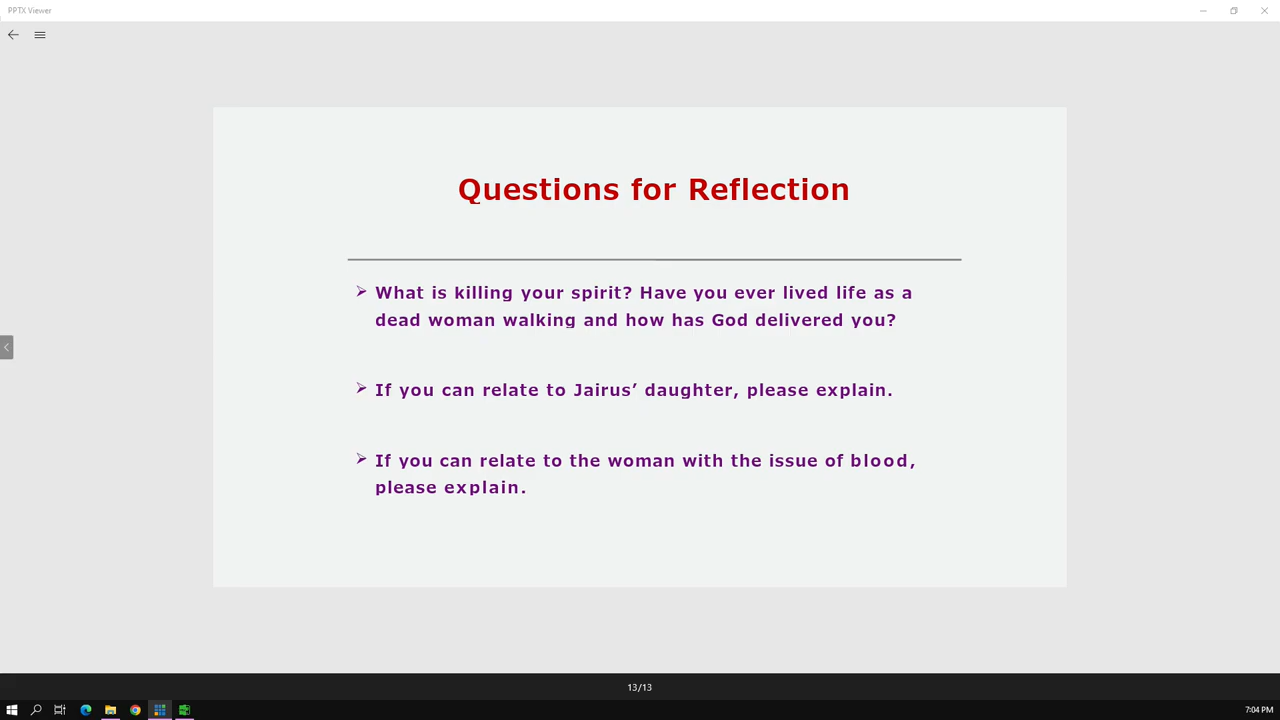 PPTX Viewer
Questions for Reflection
➢ What is killing your spirit? Have you ever lived life as a
dead woman walking and how has God delivered you?
➢ If you can relate to Jairus’ daughter, please explain.
➢ If you can relate to the woman with the issue of blood,
please explain.
13/13
7:04 PM